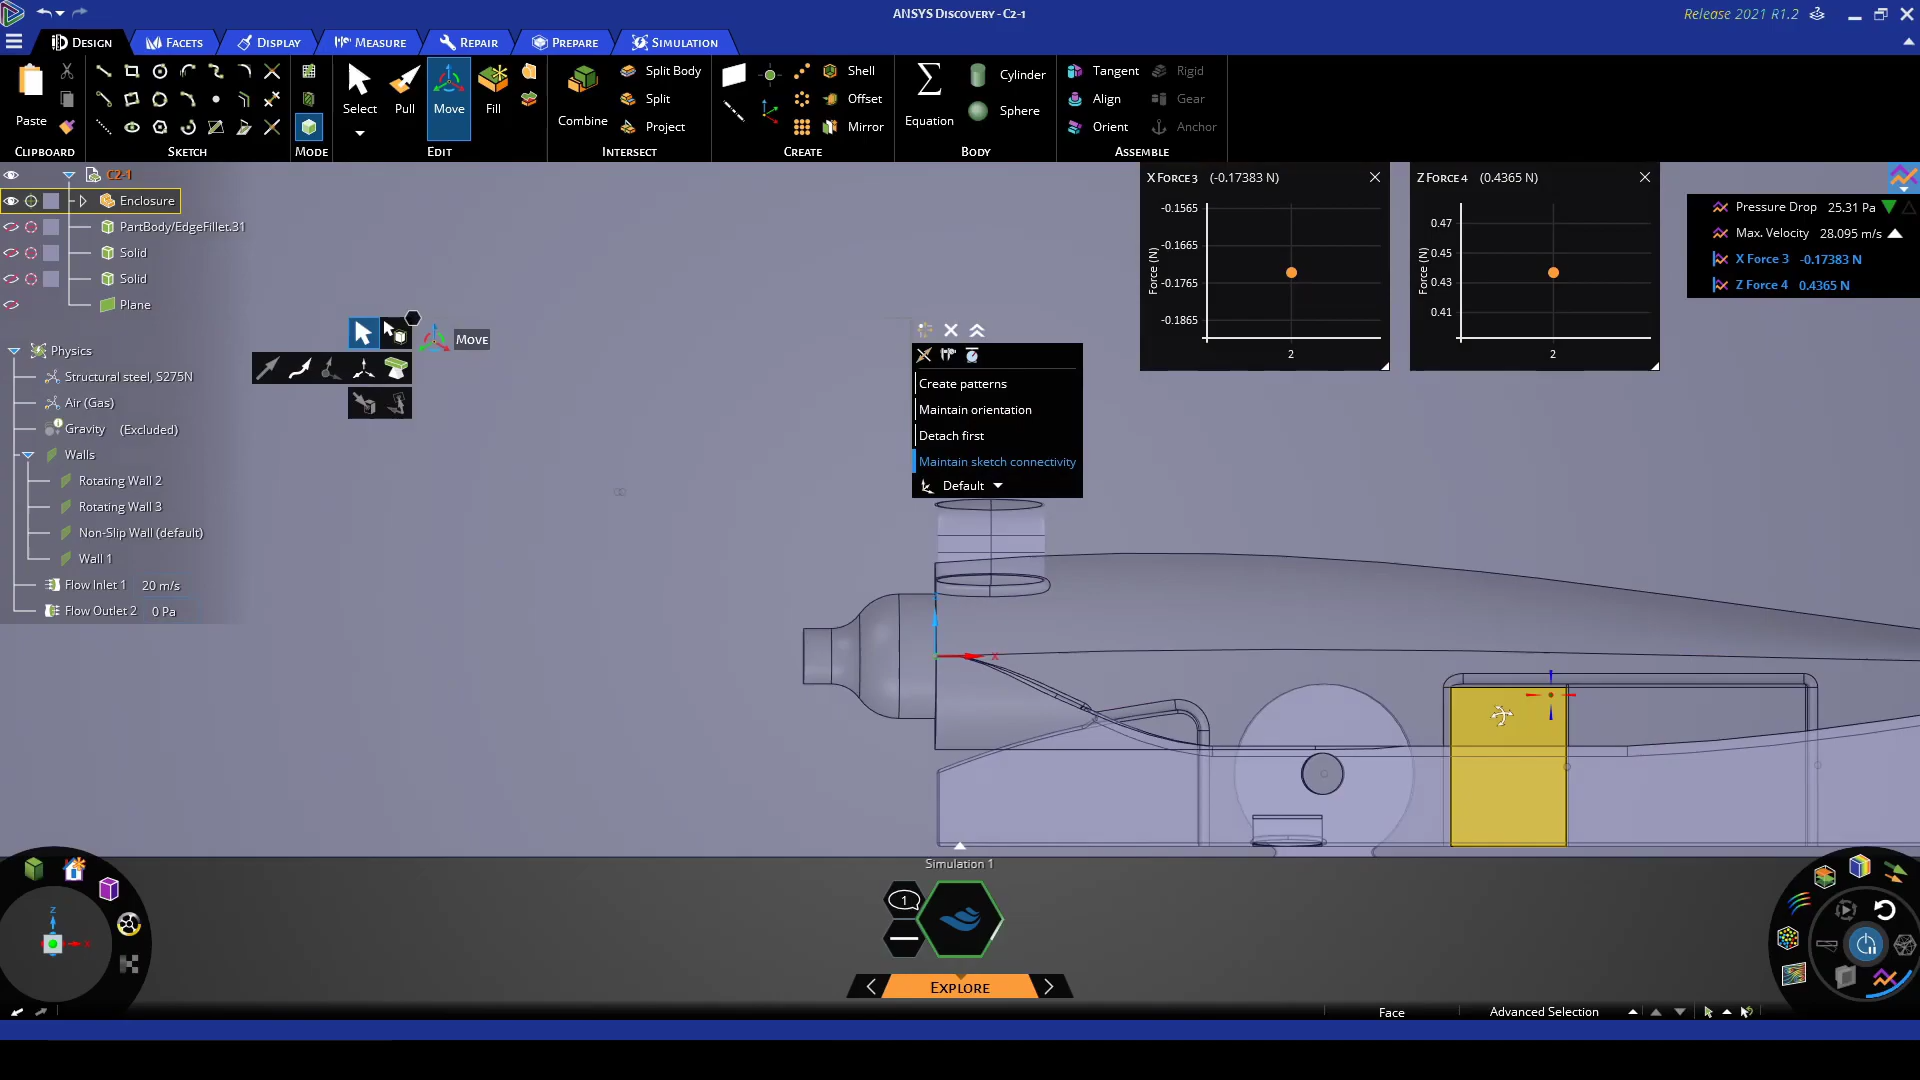 ANSYS DISCOVERY - C2-1
Release 2021 R1.2
DESIGN
FACETS
DISPLAY
MEASURE
REPAIR
PREPARE
SIMULATION
Paste
Select
Pull
Move
Fill
Combine
Split Body
Split
Project
Shell
Offset
Mirror
Equation
Cylinder
Sphere
Tangent
Align
Orient
Rigid
Gear
Anchor
CLIPBOARD
SKETCH
MODE
EDIT
INTERSECT
CREATE
BODY
ASSEMBLE
C2-1
Enclosure
PartBody/EdgeFillet.31
Solid
Solid
Plane
Physics
Structural steel, S275N
Air (Gas)
Gravity (Excluded)
Walls
Rotating Wall 2
Rotating Wall 3
Non-Slip Wall (default)
Wall 1
Flow Inlet 1 20 m/s
Flow Outlet 2 0 Pa
MOVE
Create patterns
Maintain orientation
Detach first
Maintain sketch connectivity
Default
X FORCE 3 (-0.17383 N)
-0.1565
-0.1665
-0.1765
-0.1865
Force (N)
2
Z FORCE 4 (0.4365 N)
0.47
0.45
0.43
0.41
Force (N)
2
Pressure Drop 25.31 Pa
Max. Velocity 28.095 m/s
X Force 3 -0.17383 N
Z Force 4 0.4365 N
X
Z
X
Simulation 1
1
EXPLORE
Face
Advanced Selection